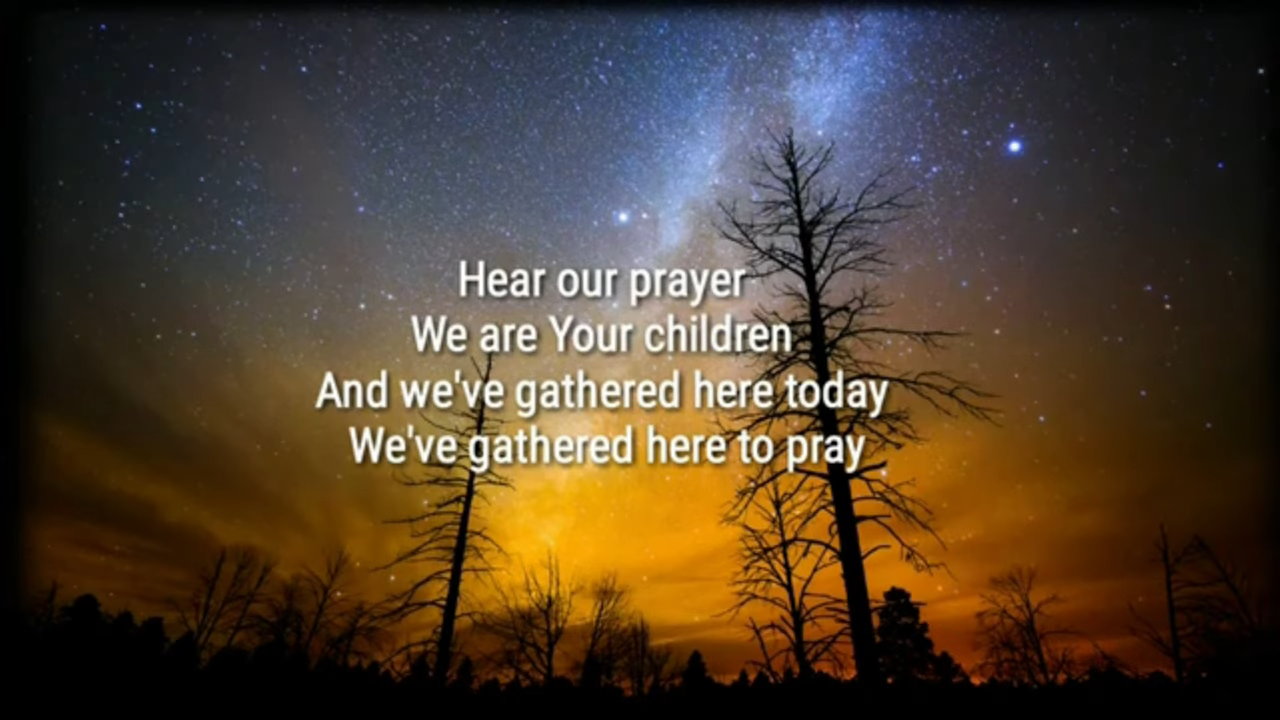 Hear our prayer
We are Your children
And we've gathered here today
We've gathered here to pray